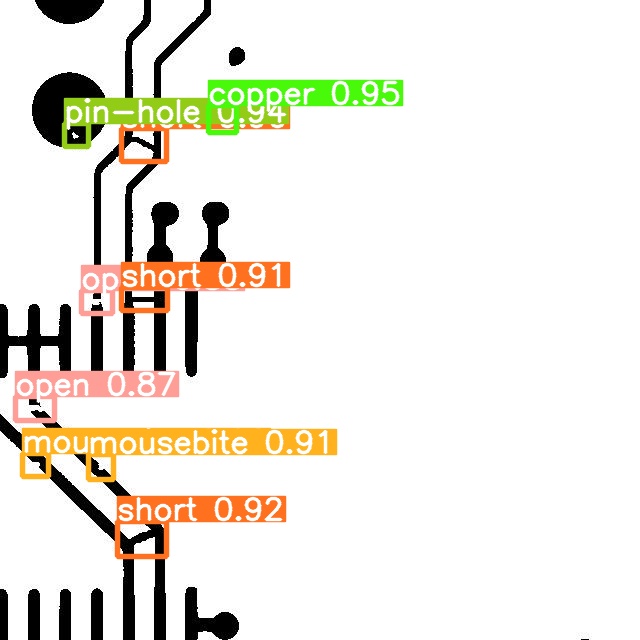 copper 0.95
pin-hole 0.94
short 0.91
open 0.87
mousebite 0.91
short 0.92